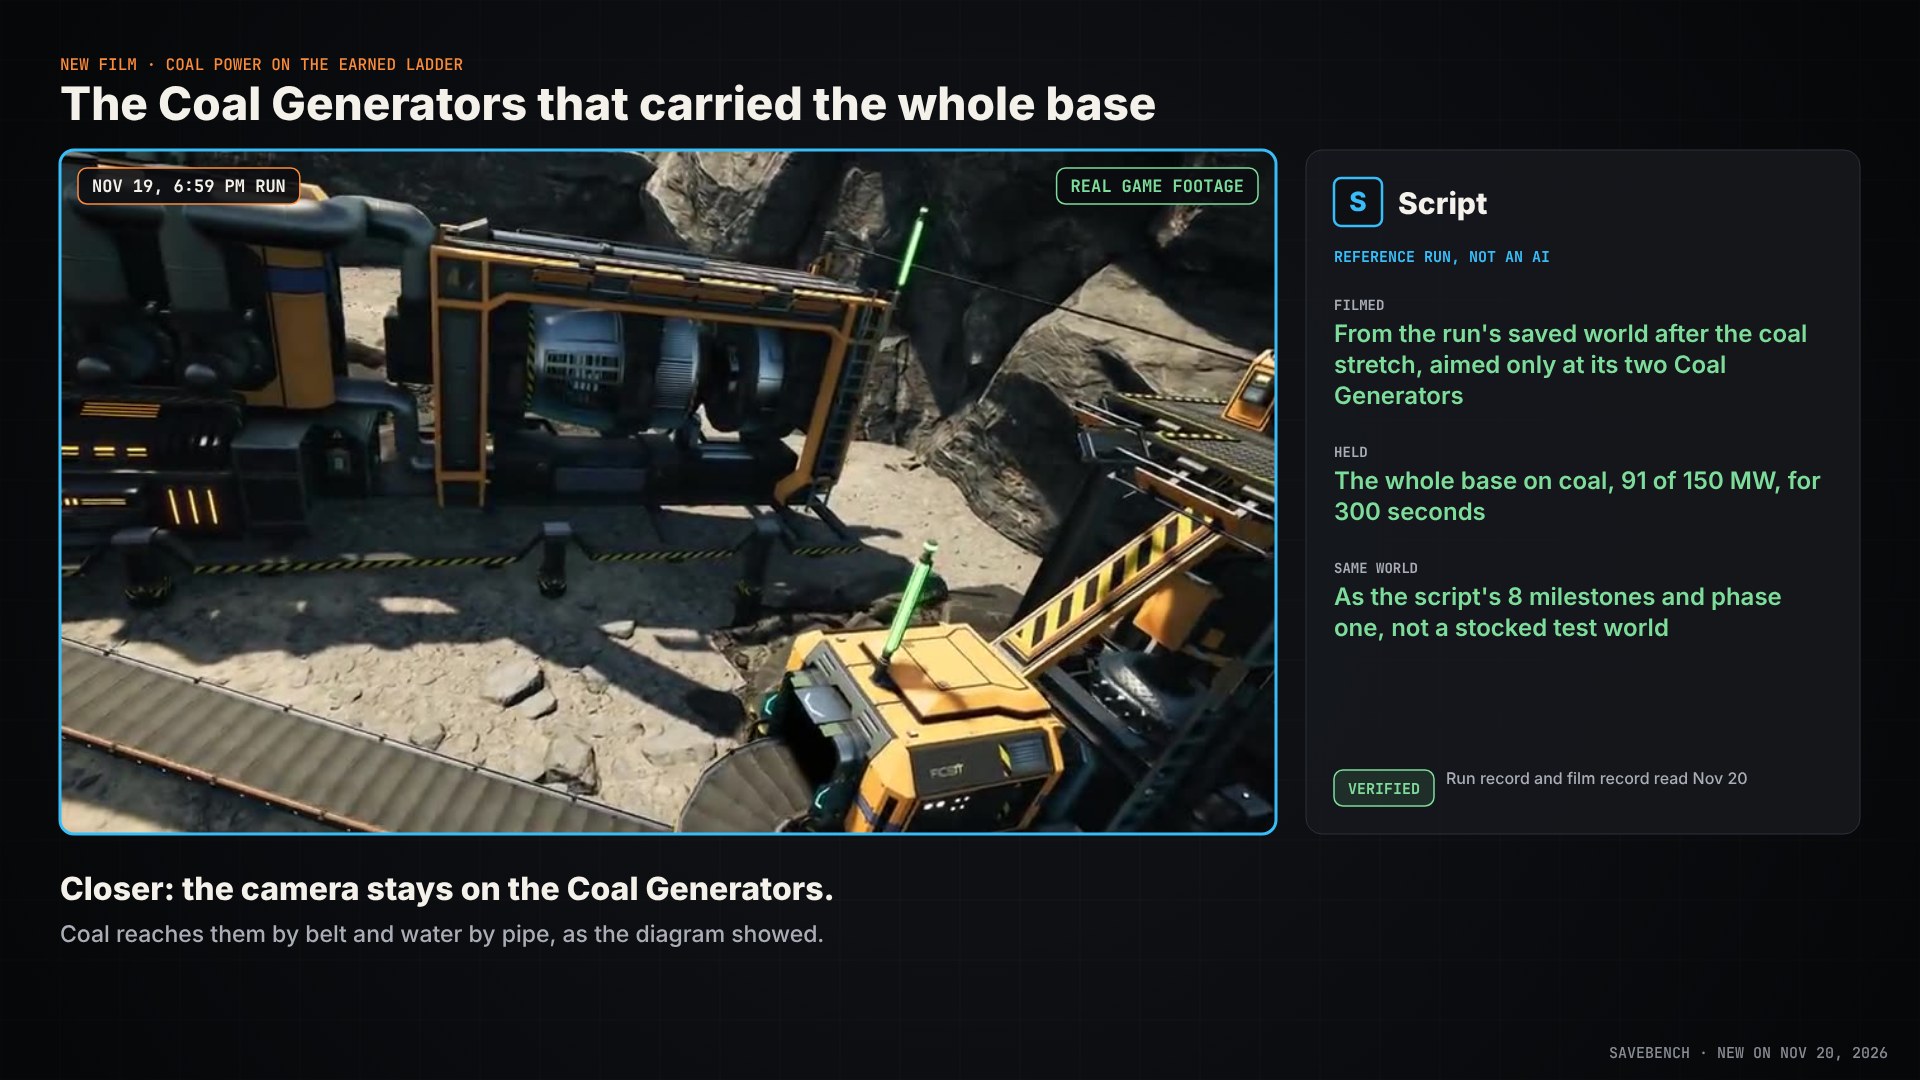 NEW FILM · COAL POWER ON THE EARNED LADDER
The Coal Generators that carried the whole base
NOV 19, 6:59 PM RUN
REAL GAME FOOTAGE
S
Script
REFERENCE RUN, NOT AN AI
FILMED
From the run's saved world after the coal
stretch, aimed only at its two Coal
Generators
HELD
The whole base on coal, 91 of 150 MW, for
300 seconds
SAME WORLD
As the script's 8 milestones and phase
one, not a stocked test world
VERIFIED
Run record and film record read Nov 20
Closer: the camera stays on the Coal Generators.
Coal reaches them by belt and water by pipe, as the diagram showed.
SAVEBENCH · NEW ON NOV 20, 2026